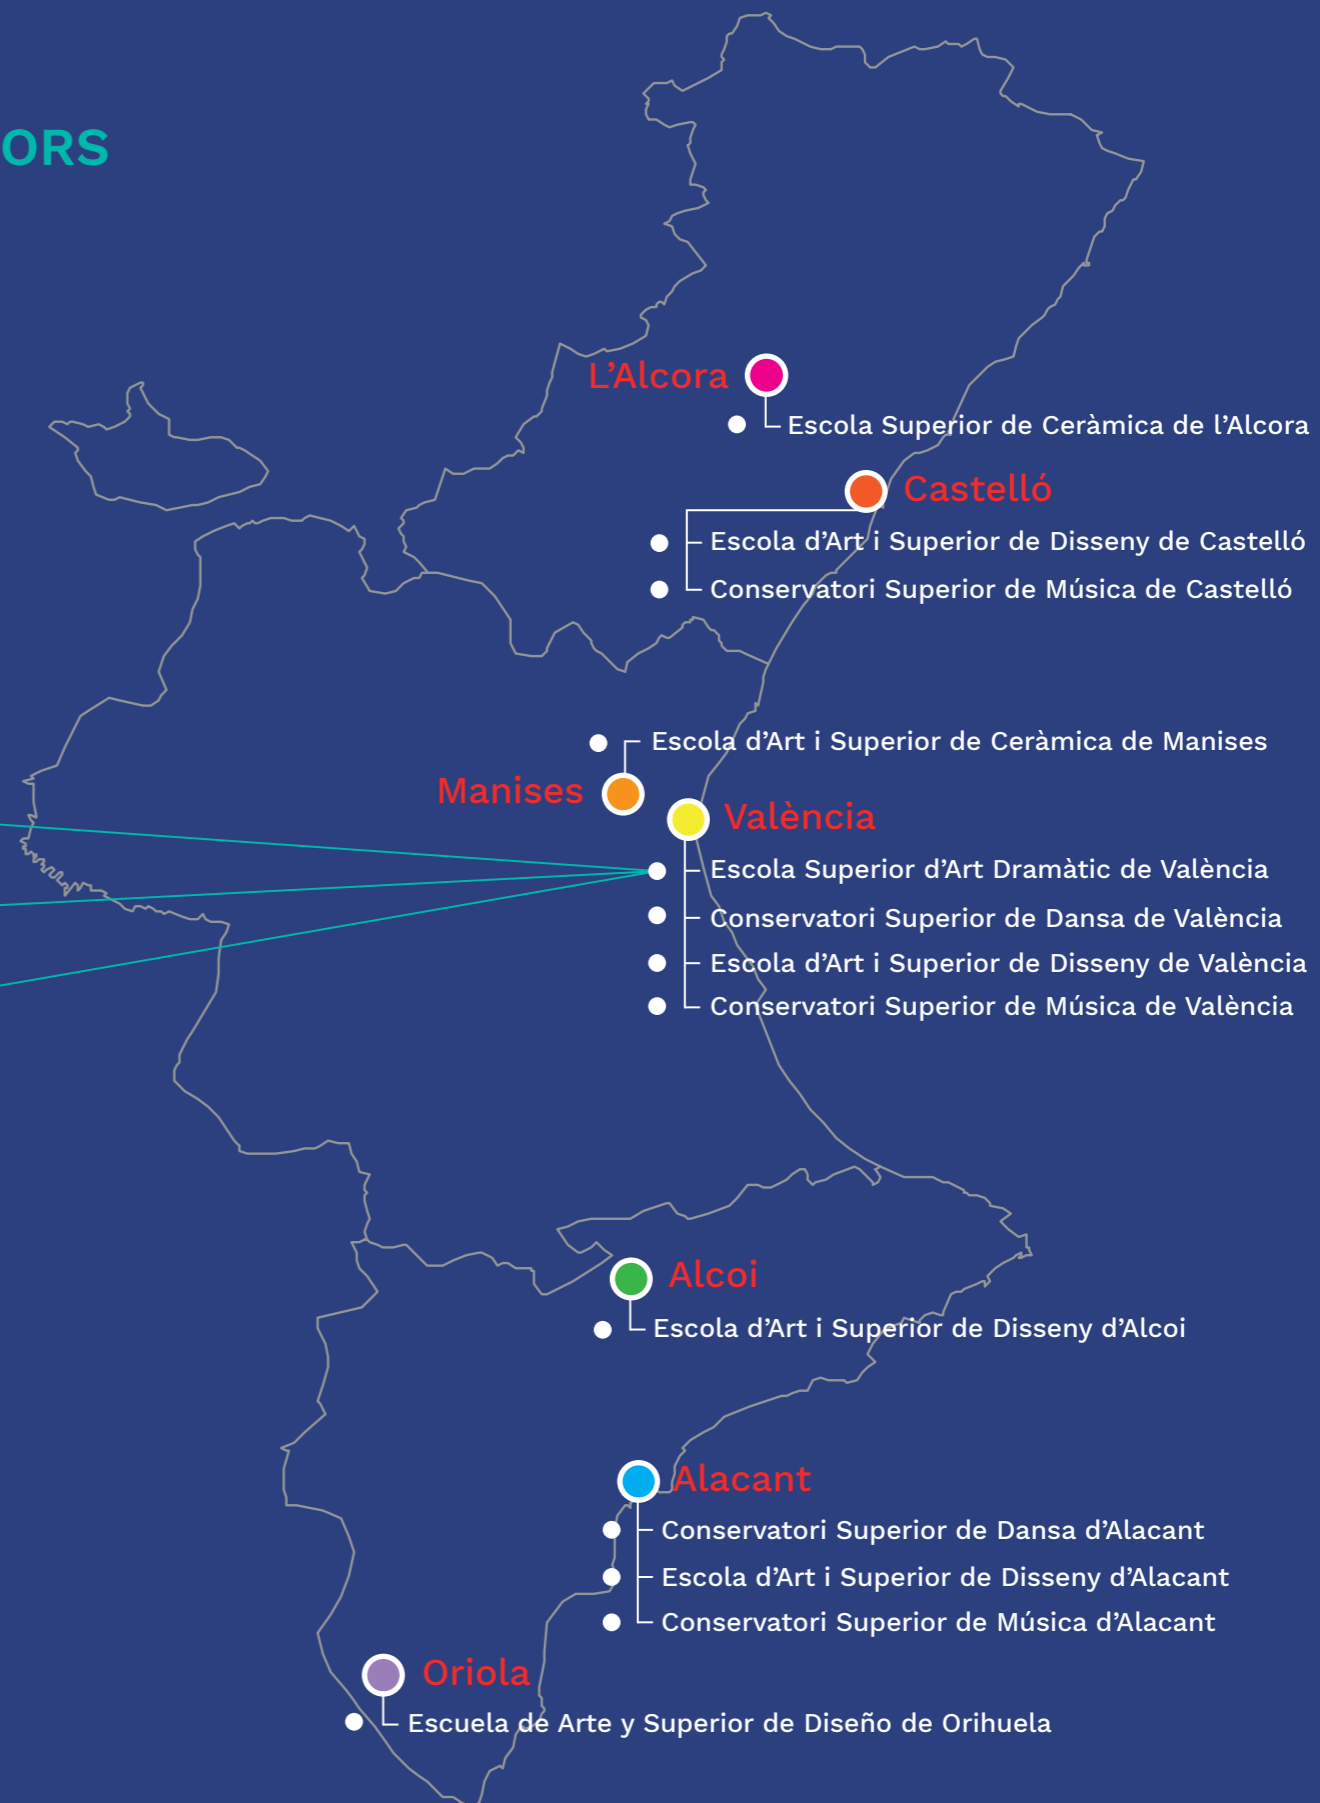 ORS
L’Alcora
Escola Superior de Ceràmica de l’Alcora
Castelló
Escola d’Art i Superior de Disseny de Castelló
Conservatori Superior de Música de Castelló
Escola d’Art i Superior de Ceràmica de Manises
Manises
València
Escola Superior d’Art Dramàtic de València
Conservatori Superior de Dansa de València
Escola d’Art i Superior de Disseny de València
Conservatori Superior de Música de València
Alcoi
Escola d’Art i Superior de Disseny d’Alcoi
Alacant
Conservatori Superior de Dansa d’Alacant
Escola d’Art i Superior de Disseny d’Alacant
Conservatori Superior de Música d’Alacant
Oriola
Escuela de Arte y Superior de Diseño de Orihuela